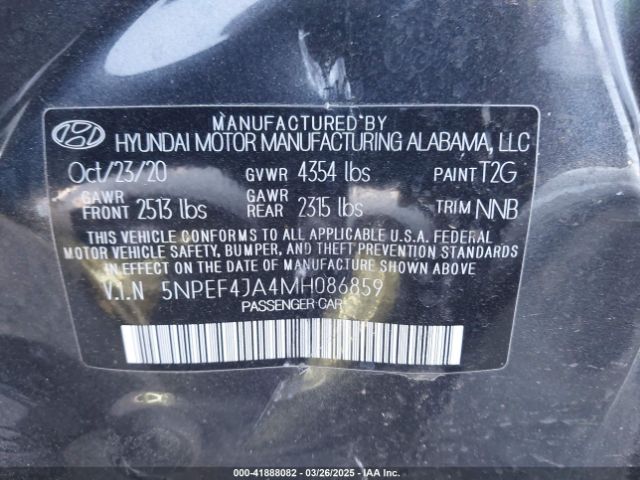 MANUFACTURED BY
HYUNDAI MOTOR MANUFACTURING ALABAMA, LLC
Oct/23/20 GVWR 4354 lbs PAINT T2G
GAWR FRONT 2513 lbs GAWR REAR 2315 lbs TRIM NNB
THIS VEHICLE CONFORMS TO ALL APPLICABLE U.S.A. FEDERAL
MOTOR VEHICLE SAFETY, BUMPER, AND THEFT PREVENTION STANDARDS
IN EFFECT ON THE DATE OF MANUFACTURE SHOWN ABOVE.
V.I.N 5NPEF4JA4MH086859
PASSENGER CAR
000-41888082 — 03/26/2025 — IAA Inc.